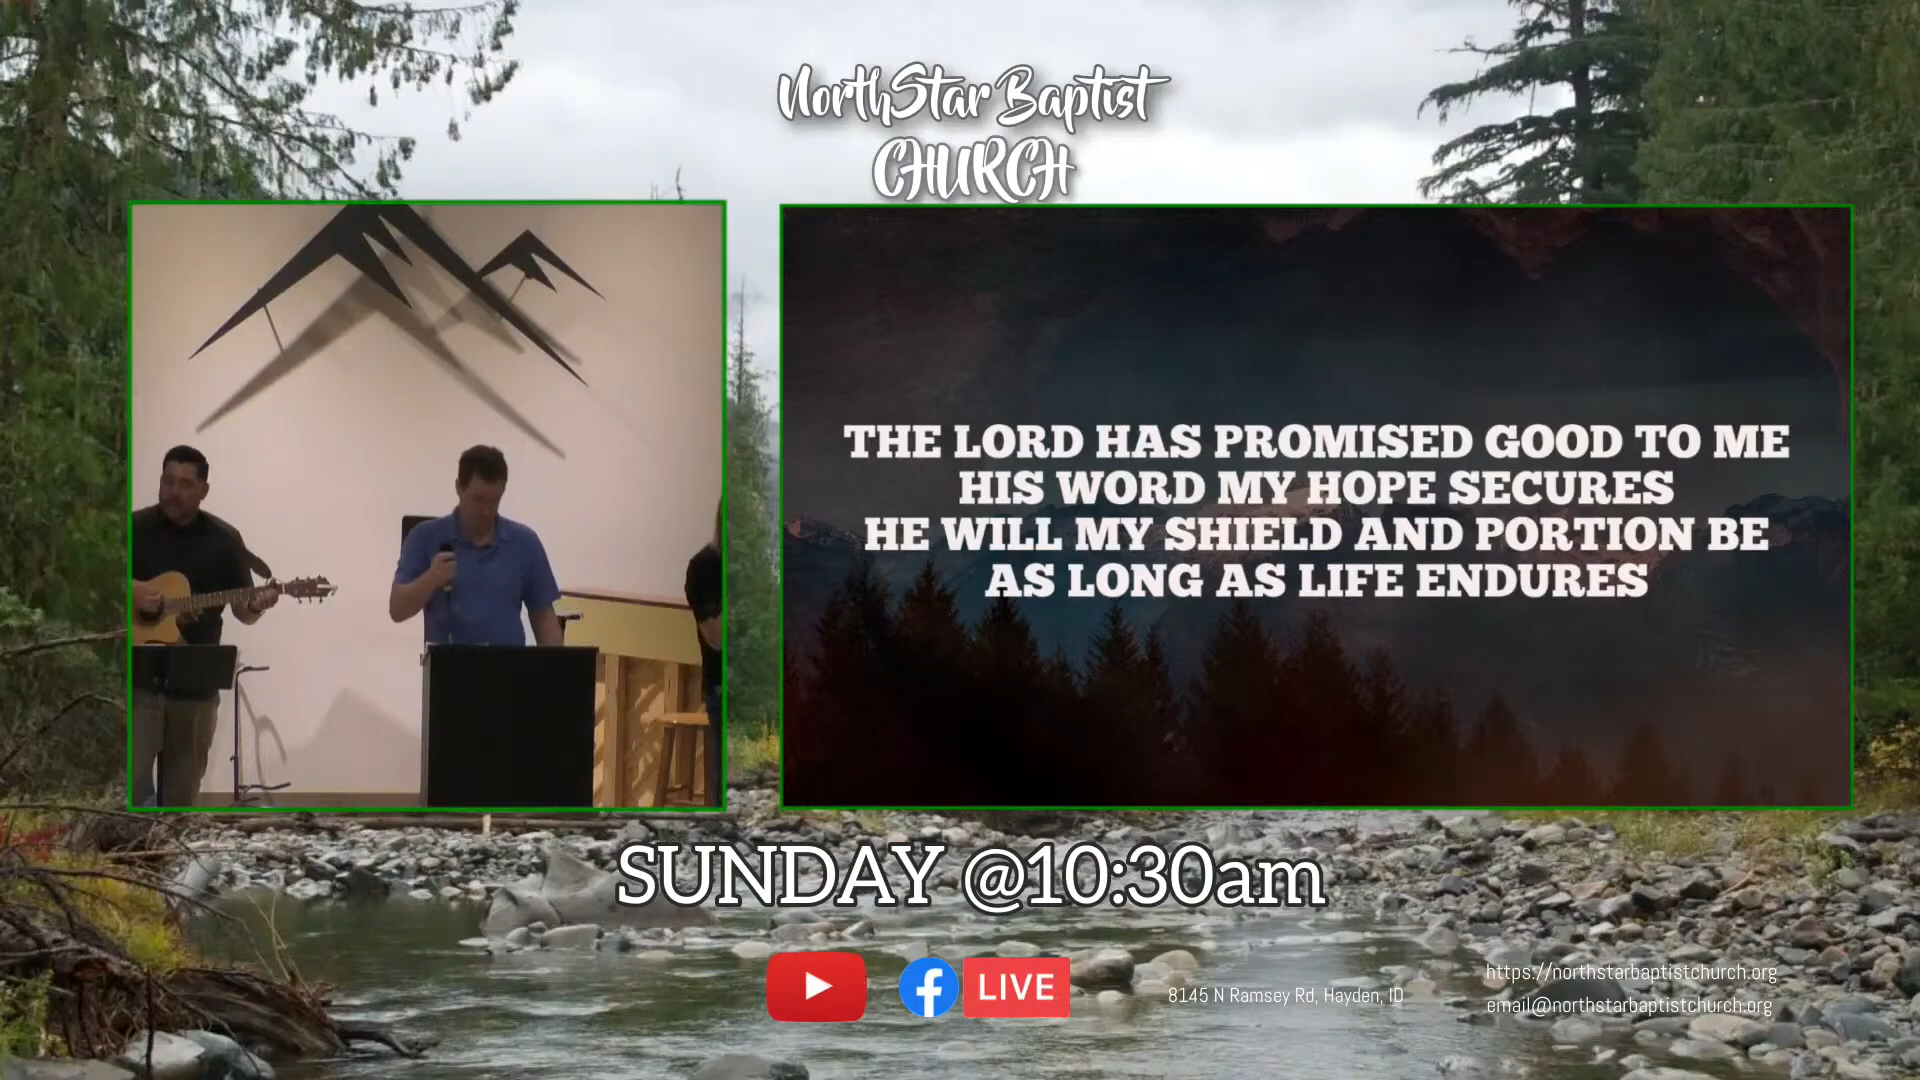 NorthStar Baptist
CHURCH
THE LORD HAS PROMISED GOOD TO ME
HIS WORD MY HOPE SECURES
HE WILL MY SHIELD AND PORTION BE
AS LONG AS LIFE ENDURES
SUNDAY @10:30am
LIVE
8145 N Ramsey Rd, Hayden, ID
https://northstarbaptistchurch.org
email@northstarbaptistchurch.org